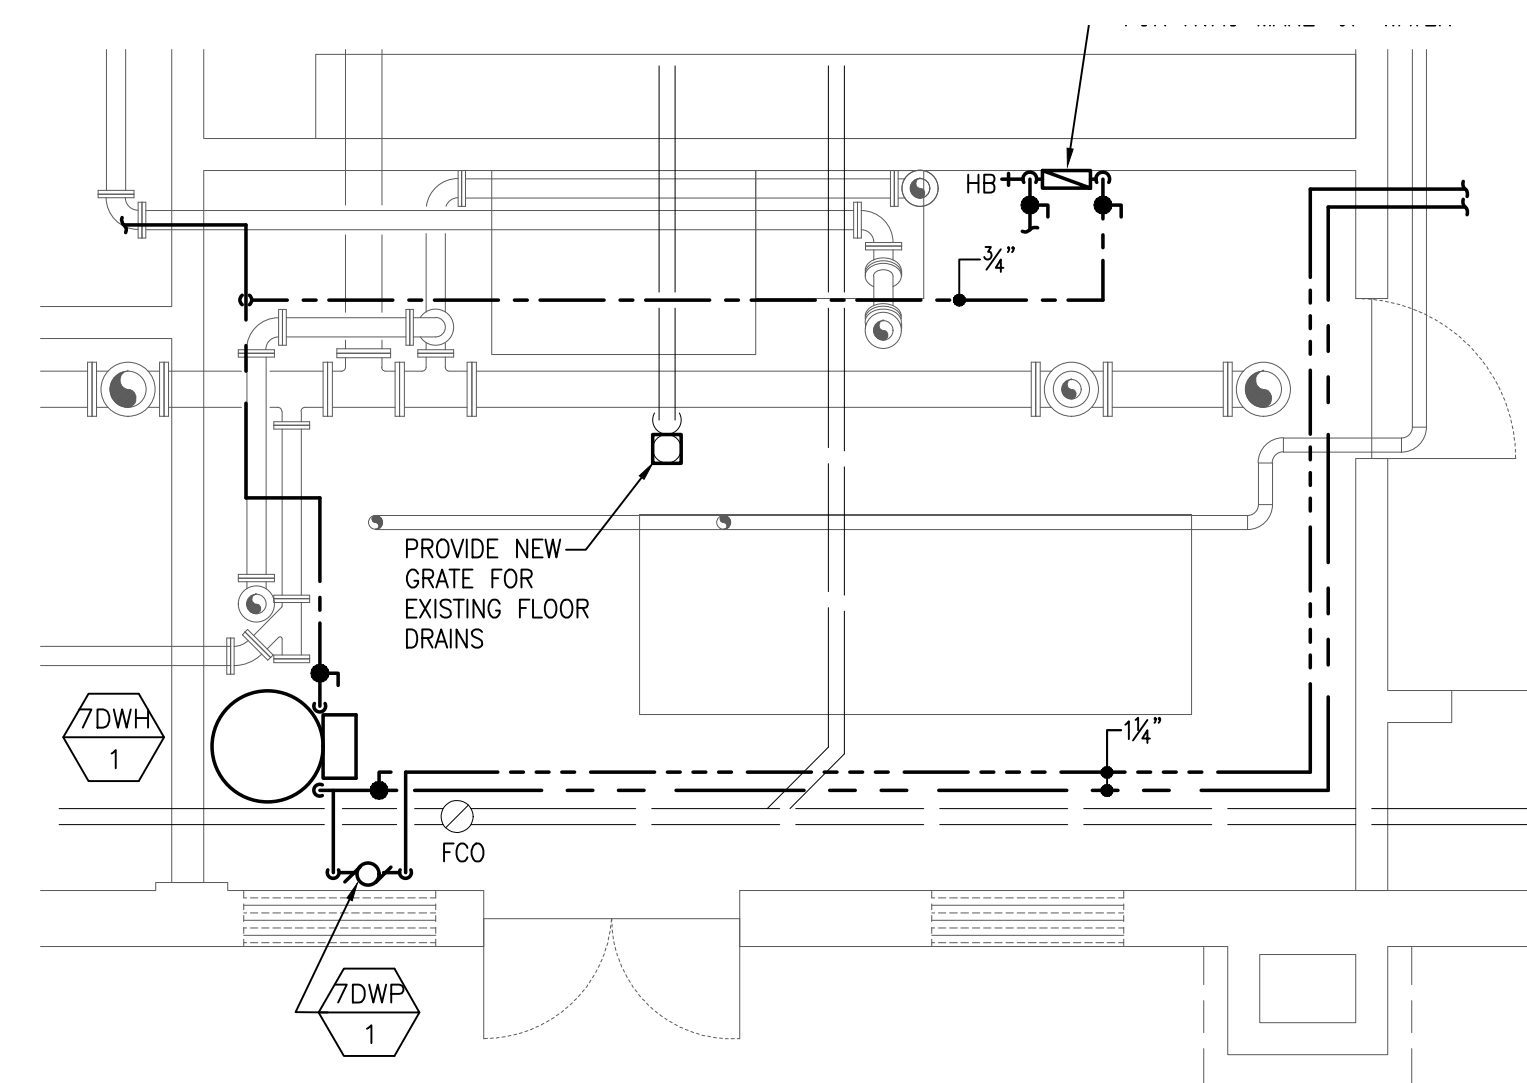 HB
¾"
PROVIDE NEW
GRATE FOR
EXISTING FLOOR
DRAINS
7DWH
1
1¼"
FCO
7DWP
1